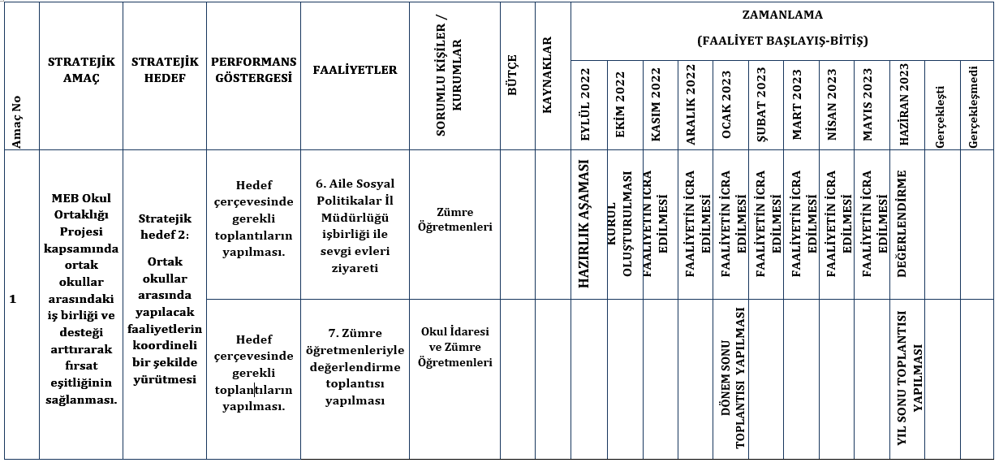 Amaç No
STRATEJİK
AMAÇ
STRATEJİK
HEDEF
PERFORMANS
GÖSTERGESİ
FAALİYETLER
SORUMLU KİŞİLER /
KURUMLAR
BÜTÇE
KAYNAKLAR
ZAMANLAMA
(FAALİYET BAŞLAYIŞ-BİTİŞ)
EYLÜL 2022
EKİM 2022
KASIM 2022
ARALIK 2022
OCAK 2023
ŞUBAT 2023
MART 2023
NİSAN 2023
MAYIS 2023
HAZİRAN 2023
Gerçekleşti
Gerçekleşmedi
1
MEB Okul
Ortaklığı
Projesi
kapsamında
ortak
okullar
arasındaki
iş birliği ve
desteği
arttırarak
fırsat
eşitliğinin
sağlanması.
Stratejik
hedef 2:
Ortak
okullar
arasında
yapılacak
faaliyetlerin
koordineli
bir şekilde
yürütmesi
Hedef
çerçevesinde
gerekli
toplantıların
yapılması.
6. Aile Sosyal
Politikalar İl
Müdürlüğü
işbirliği ile
sevgi evleri
ziyareti
Zümre
Öğretmenleri
HAZIRLIK AŞAMASI
KURUL
OLUŞTURULMASI
FAALİYETİN İCRA
EDİLMESİ
FAALİYETİN İCRA
EDİLMESİ
FAALİYETİN İCRA
EDİLMESİ
FAALİYETİN İCRA
EDİLMESİ
FAALİYETİN İCRA
EDİLMESİ
FAALİYETİN İCRA
EDİLMESİ
FAALİYETİN İCRA
EDİLMESİ
DEĞERLENDİRME
Hedef
çerçevesinde
gerekli
toplantıların
yapılması.
7. Zümre
öğretmenleriyle
değerlendirme
toplantısı
yapılması
Okul İdaresi
ve Zümre
Öğretmenleri
DÖNEM SONU
TOPLANTISI YAPILMASI
YIL SONU TOPLANTISI
YAPILMASI